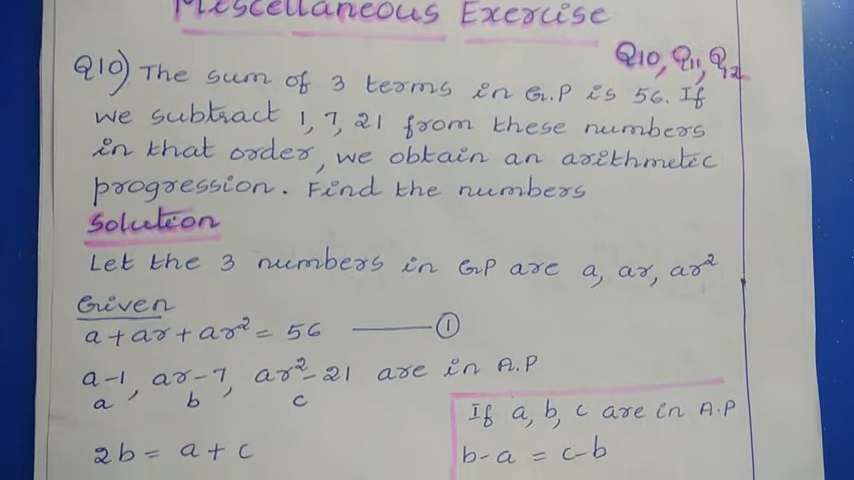 Miscellaneous Exercise
Q10, Q11, Q12
Q10) The sum of 3 terms in G.P is 56. If
we subtract 1, 7, 21 from these numbers
in that order, we obtain an arithmetic
progression. Find the numbers
Solution
Let the 3 numbers in GP are a, ar, ar²
Given
a + ar + ar² = 56 —— ①
a-1, ar-7, ar²-21 are in A.P
a b c
2b = a + c
If a, b, c are in A.P
b-a = c-b